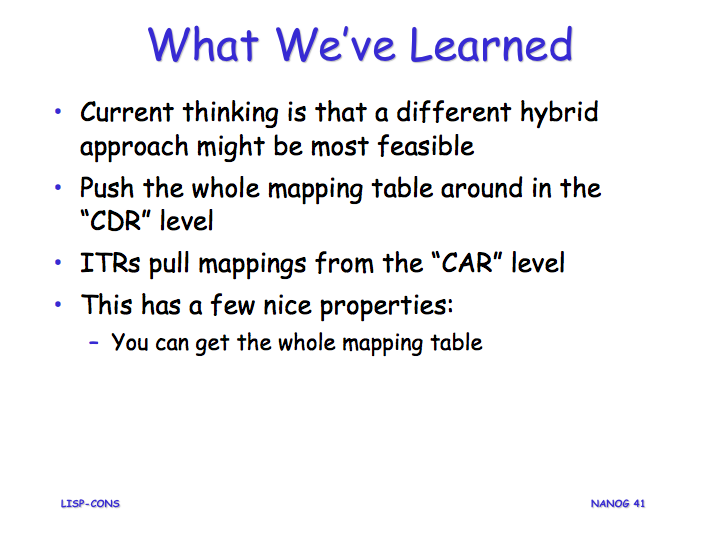 What We’ve Learned
• Current thinking is that a different hybrid
approach might be most feasible
• Push the whole mapping table around in the
“CDR” level
• ITRs pull mappings from the “CAR” level
• This has a few nice properties:
– You can get the whole mapping table
LISP-CONS
NANOG 41